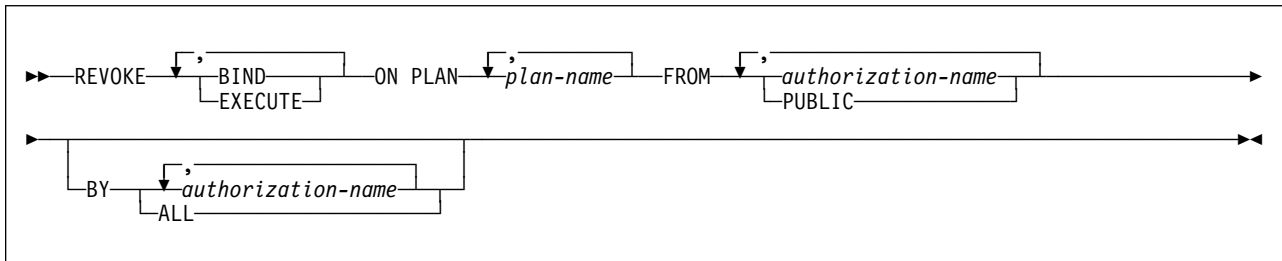 , , ,
REVOKE BIND ON PLAN plan-name FROM authorization-name
EXECUTE PUBLIC
,
BY authorization-name
ALL